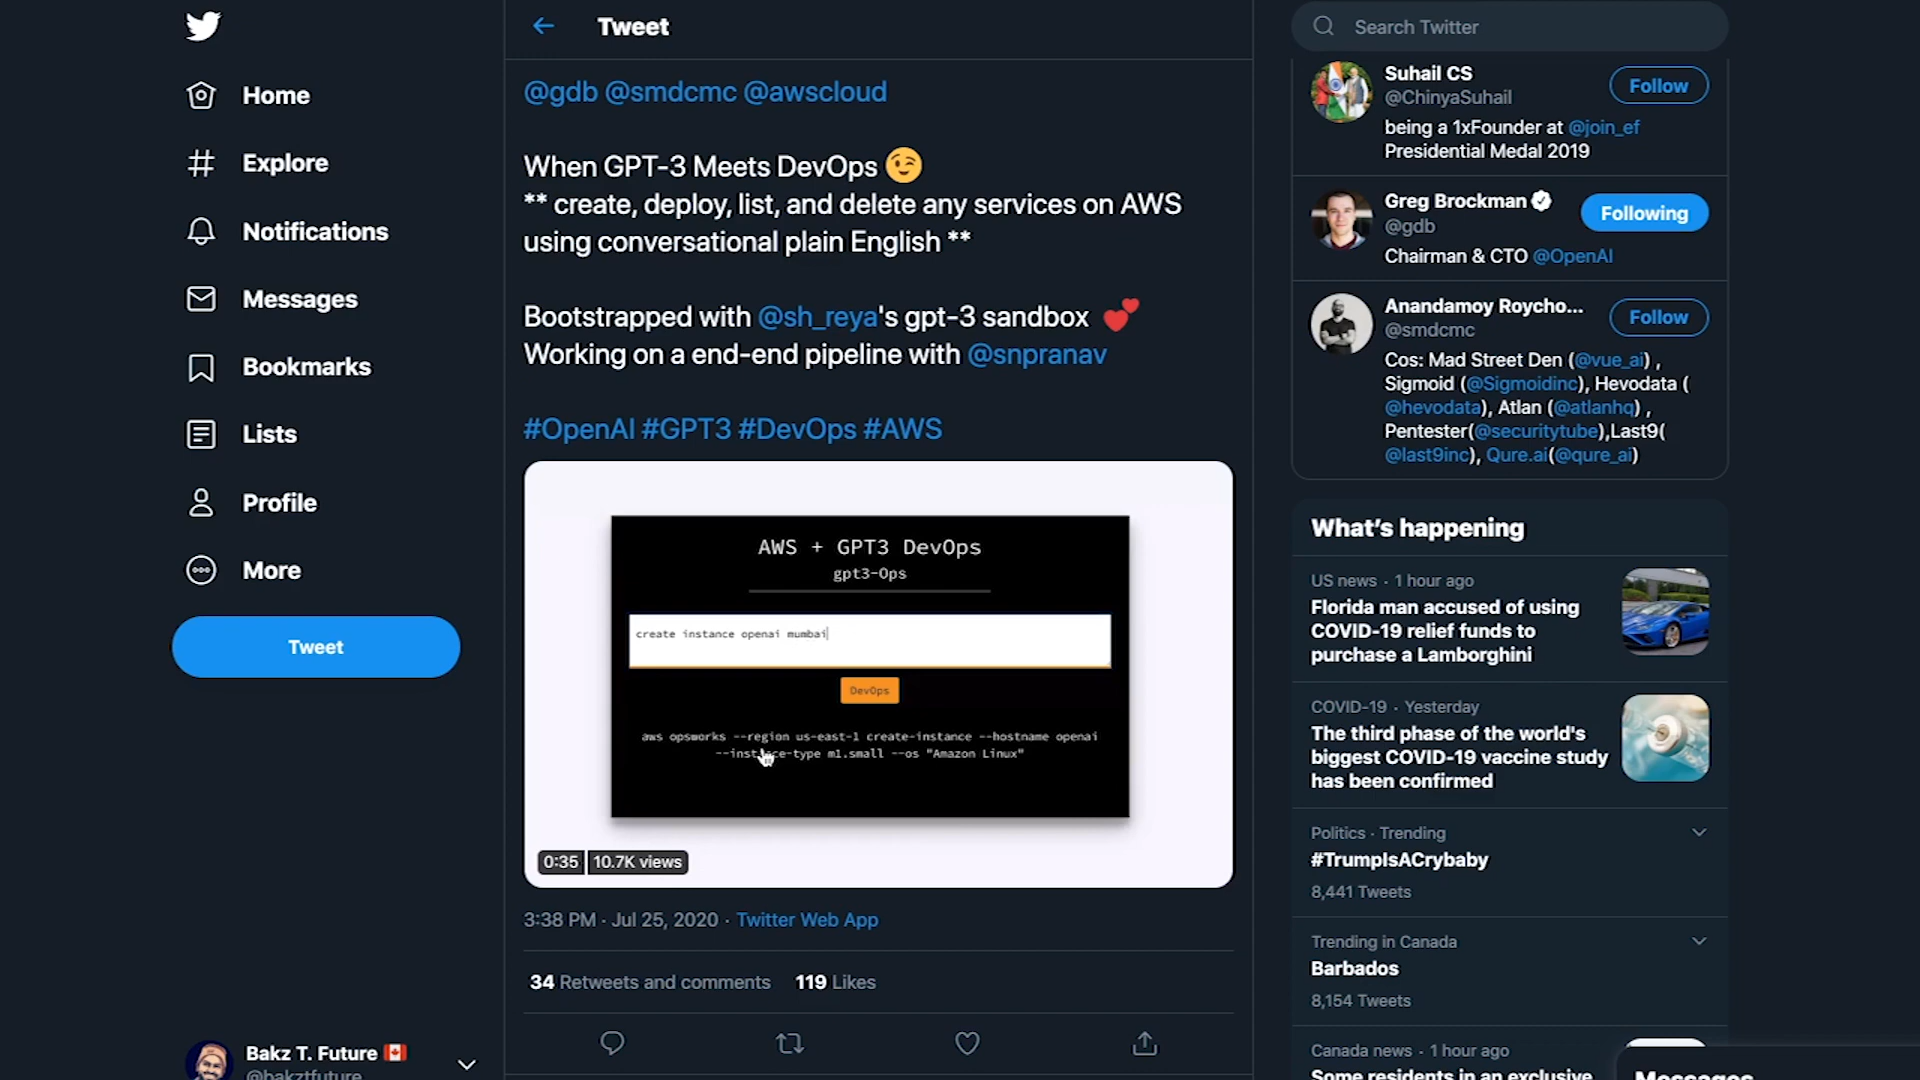 Home
Explore
Notifications
Messages
Bookmarks
Lists
Profile
More
Tweet
Bakz T. Future
@bakztfuture
Tweet
@gdb @smdcmc @awscloud
When GPT-3 Meets DevOps 😉
** create, deploy, list, and delete any services on AWS
using conversational plain English **
Bootstrapped with @sh_reya's gpt-3 sandbox 💕
Working on a end-end pipeline with @snpranav
#OpenAI #GPT3 #DevOps #AWS
AWS + GPT3 DevOps
gpt3-Ops
create instance openai mumbai
DevOps
aws opsworks --region us-east-1 create-instance --hostname openai
--instance-type m1.small --os "Amazon Linux"
0:35 10.7K views
3:38 PM · Jul 25, 2020 · Twitter Web App
34 Retweets and comments 119 Likes
Search Twitter
Suhail CS
@ChinyaSuhail
Follow
being a 1xFounder at @join_ef
Presidential Medal 2019
Greg Brockman
@gdb
Following
Chairman & CTO @OpenAI
Anandamoy Roycho...
@smdcmc
Follow
Cos: Mad Street Den (@vue_ai) ,
Sigmoid (@Sigmoidinc), Hevodata (
@hevodata), Atlan (@atlanhq) ,
Pentester(@securitytube),Last9(
@last9inc), Qure.ai(@qure_ai)
What's happening
US news · 1 hour ago
Florida man accused of using
COVID-19 relief funds to
purchase a Lamborghini
COVID-19 · Yesterday
The third phase of the world's
biggest COVID-19 vaccine study
has been confirmed
Politics · Trending
#TrumpIsACrybaby
8,441 Tweets
Trending in Canada
Barbados
8,154 Tweets
Canada news · 1 hour ago
Some residents in an exclusive
Messages